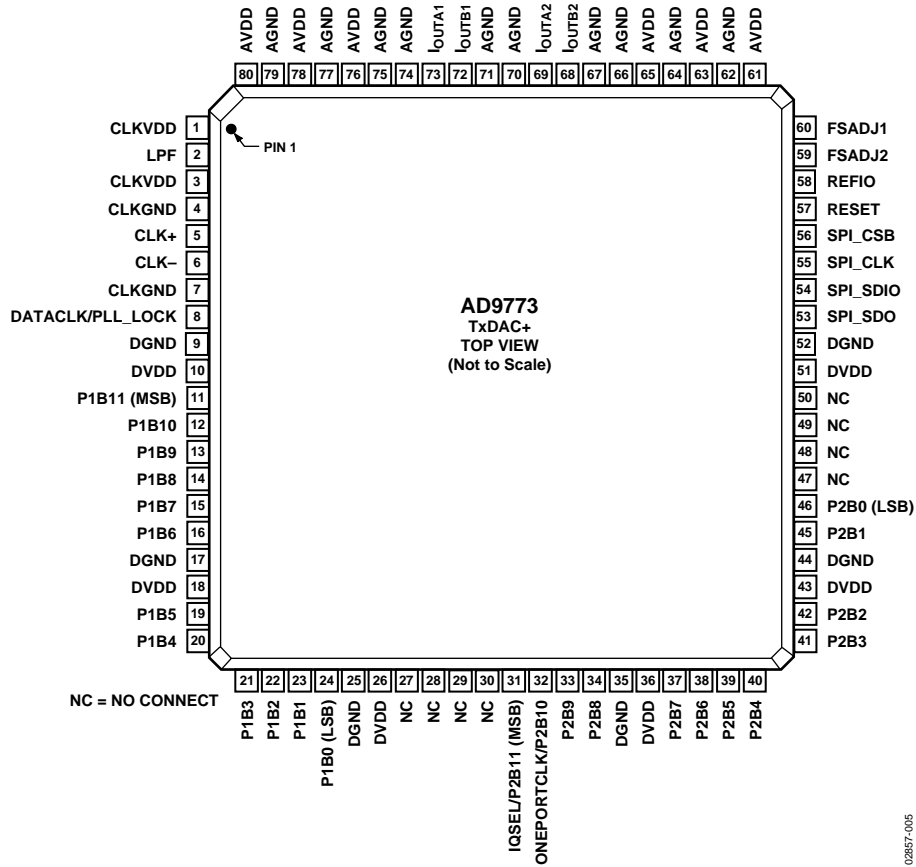 AVDD
AGND
AVDD
AGND
AVDD
AGND
AGND
IOUTA1
IOUTB1
AGND
AGND
IOUTA2
IOUTB2
AGND
AGND
AVDD
AGND
AVDD
AGND
AVDD
80 79 78 77 76 75 74 73 72 71 70 69 68 67 66 65 64 63 62 61
CLKVDD 1
LPF 2
CLKVDD 3
CLKGND 4
CLK+ 5
CLK– 6
CLKGND 7
DATACLK/PLL_LOCK 8
DGND 9
DVDD 10
P1B11 (MSB) 11
P1B10 12
P1B9 13
P1B8 14
P1B7 15
P1B6 16
DGND 17
DVDD 18
P1B5 19
P1B4 20
PIN 1
AD9773
TxDAC+
TOP VIEW
(Not to Scale)
60 FSADJ1
59 FSADJ2
58 REFIO
57 RESET
56 SPI_CSB
55 SPI_CLK
54 SPI_SDIO
53 SPI_SDO
52 DGND
51 DVDD
50 NC
49 NC
48 NC
47 NC
46 P2B0 (LSB)
45 P2B1
44 DGND
43 DVDD
42 P2B2
41 P2B3
21 22 23 24 25 26 27 28 29 30 31 32 33 34 35 36 37 38 39 40
NC = NO CONNECT
P1B3
P1B2
P1B1
P1B0 (LSB)
DGND
DVDD
NC
NC
NC
NC
IQSEL/P2B11 (MSB)
ONEPORTCLK/P2B10
P2B9
P2B8
DGND
DVDD
P2B7
P2B6
P2B5
P2B4
02857-005